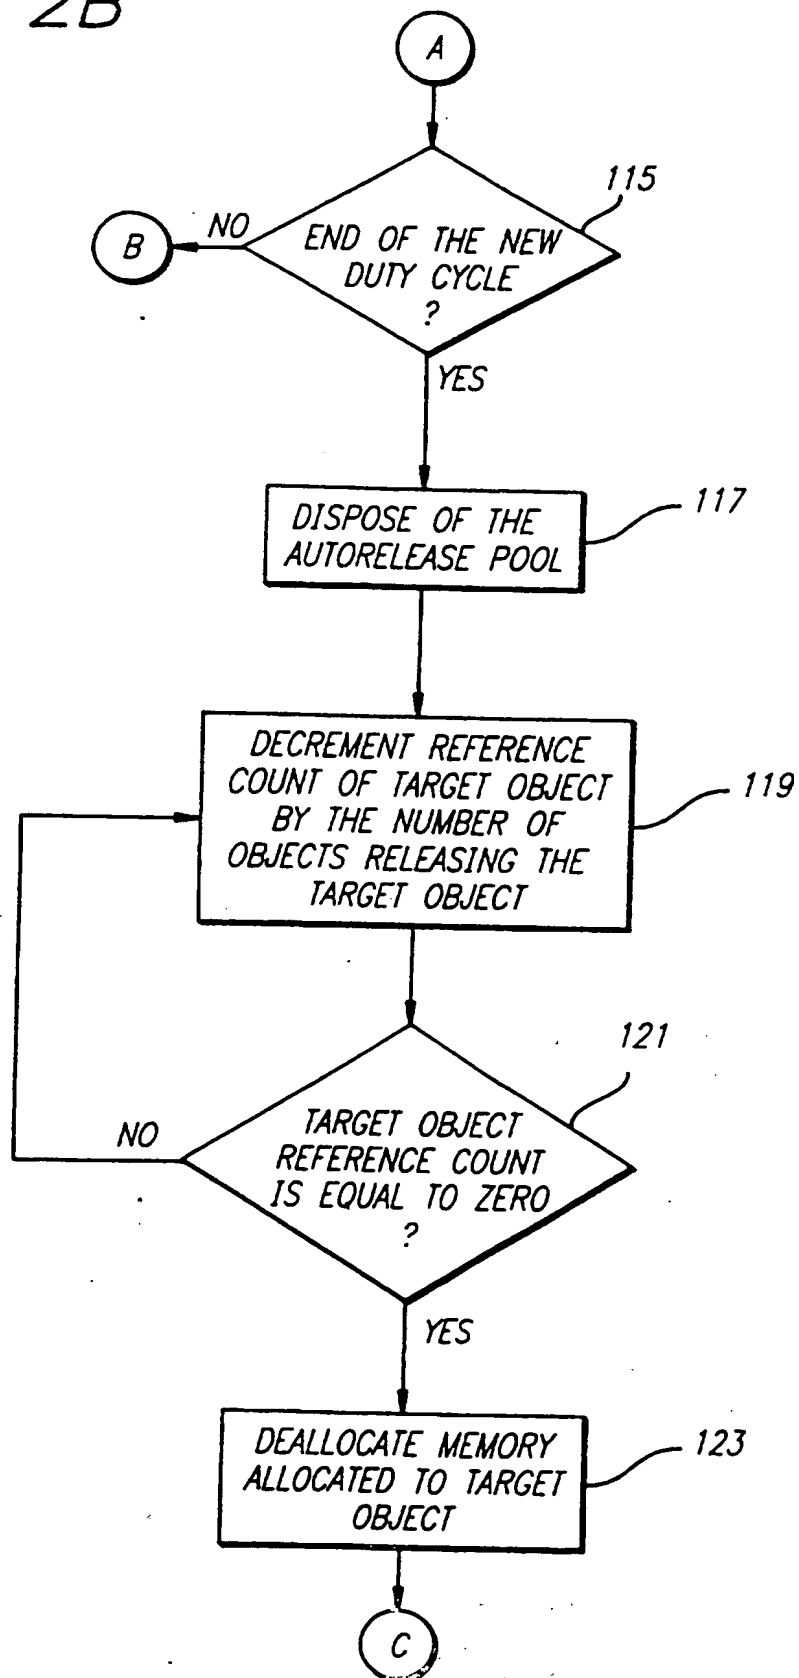 2B
A
115
END OF THE NEW
DUTY CYCLE
?
NO
B
YES
117
DISPOSE OF THE
AUTORELEASE POOL
DECREMENT REFERENCE
COUNT OF TARGET OBJECT
BY THE NUMBER OF
OBJECTS RELEASING THE
TARGET OBJECT
119
121
TARGET OBJECT
REFERENCE COUNT
IS EQUAL TO ZERO
?
NO
YES
DEALLOCATE MEMORY
ALLOCATED TO TARGET
OBJECT
123
C